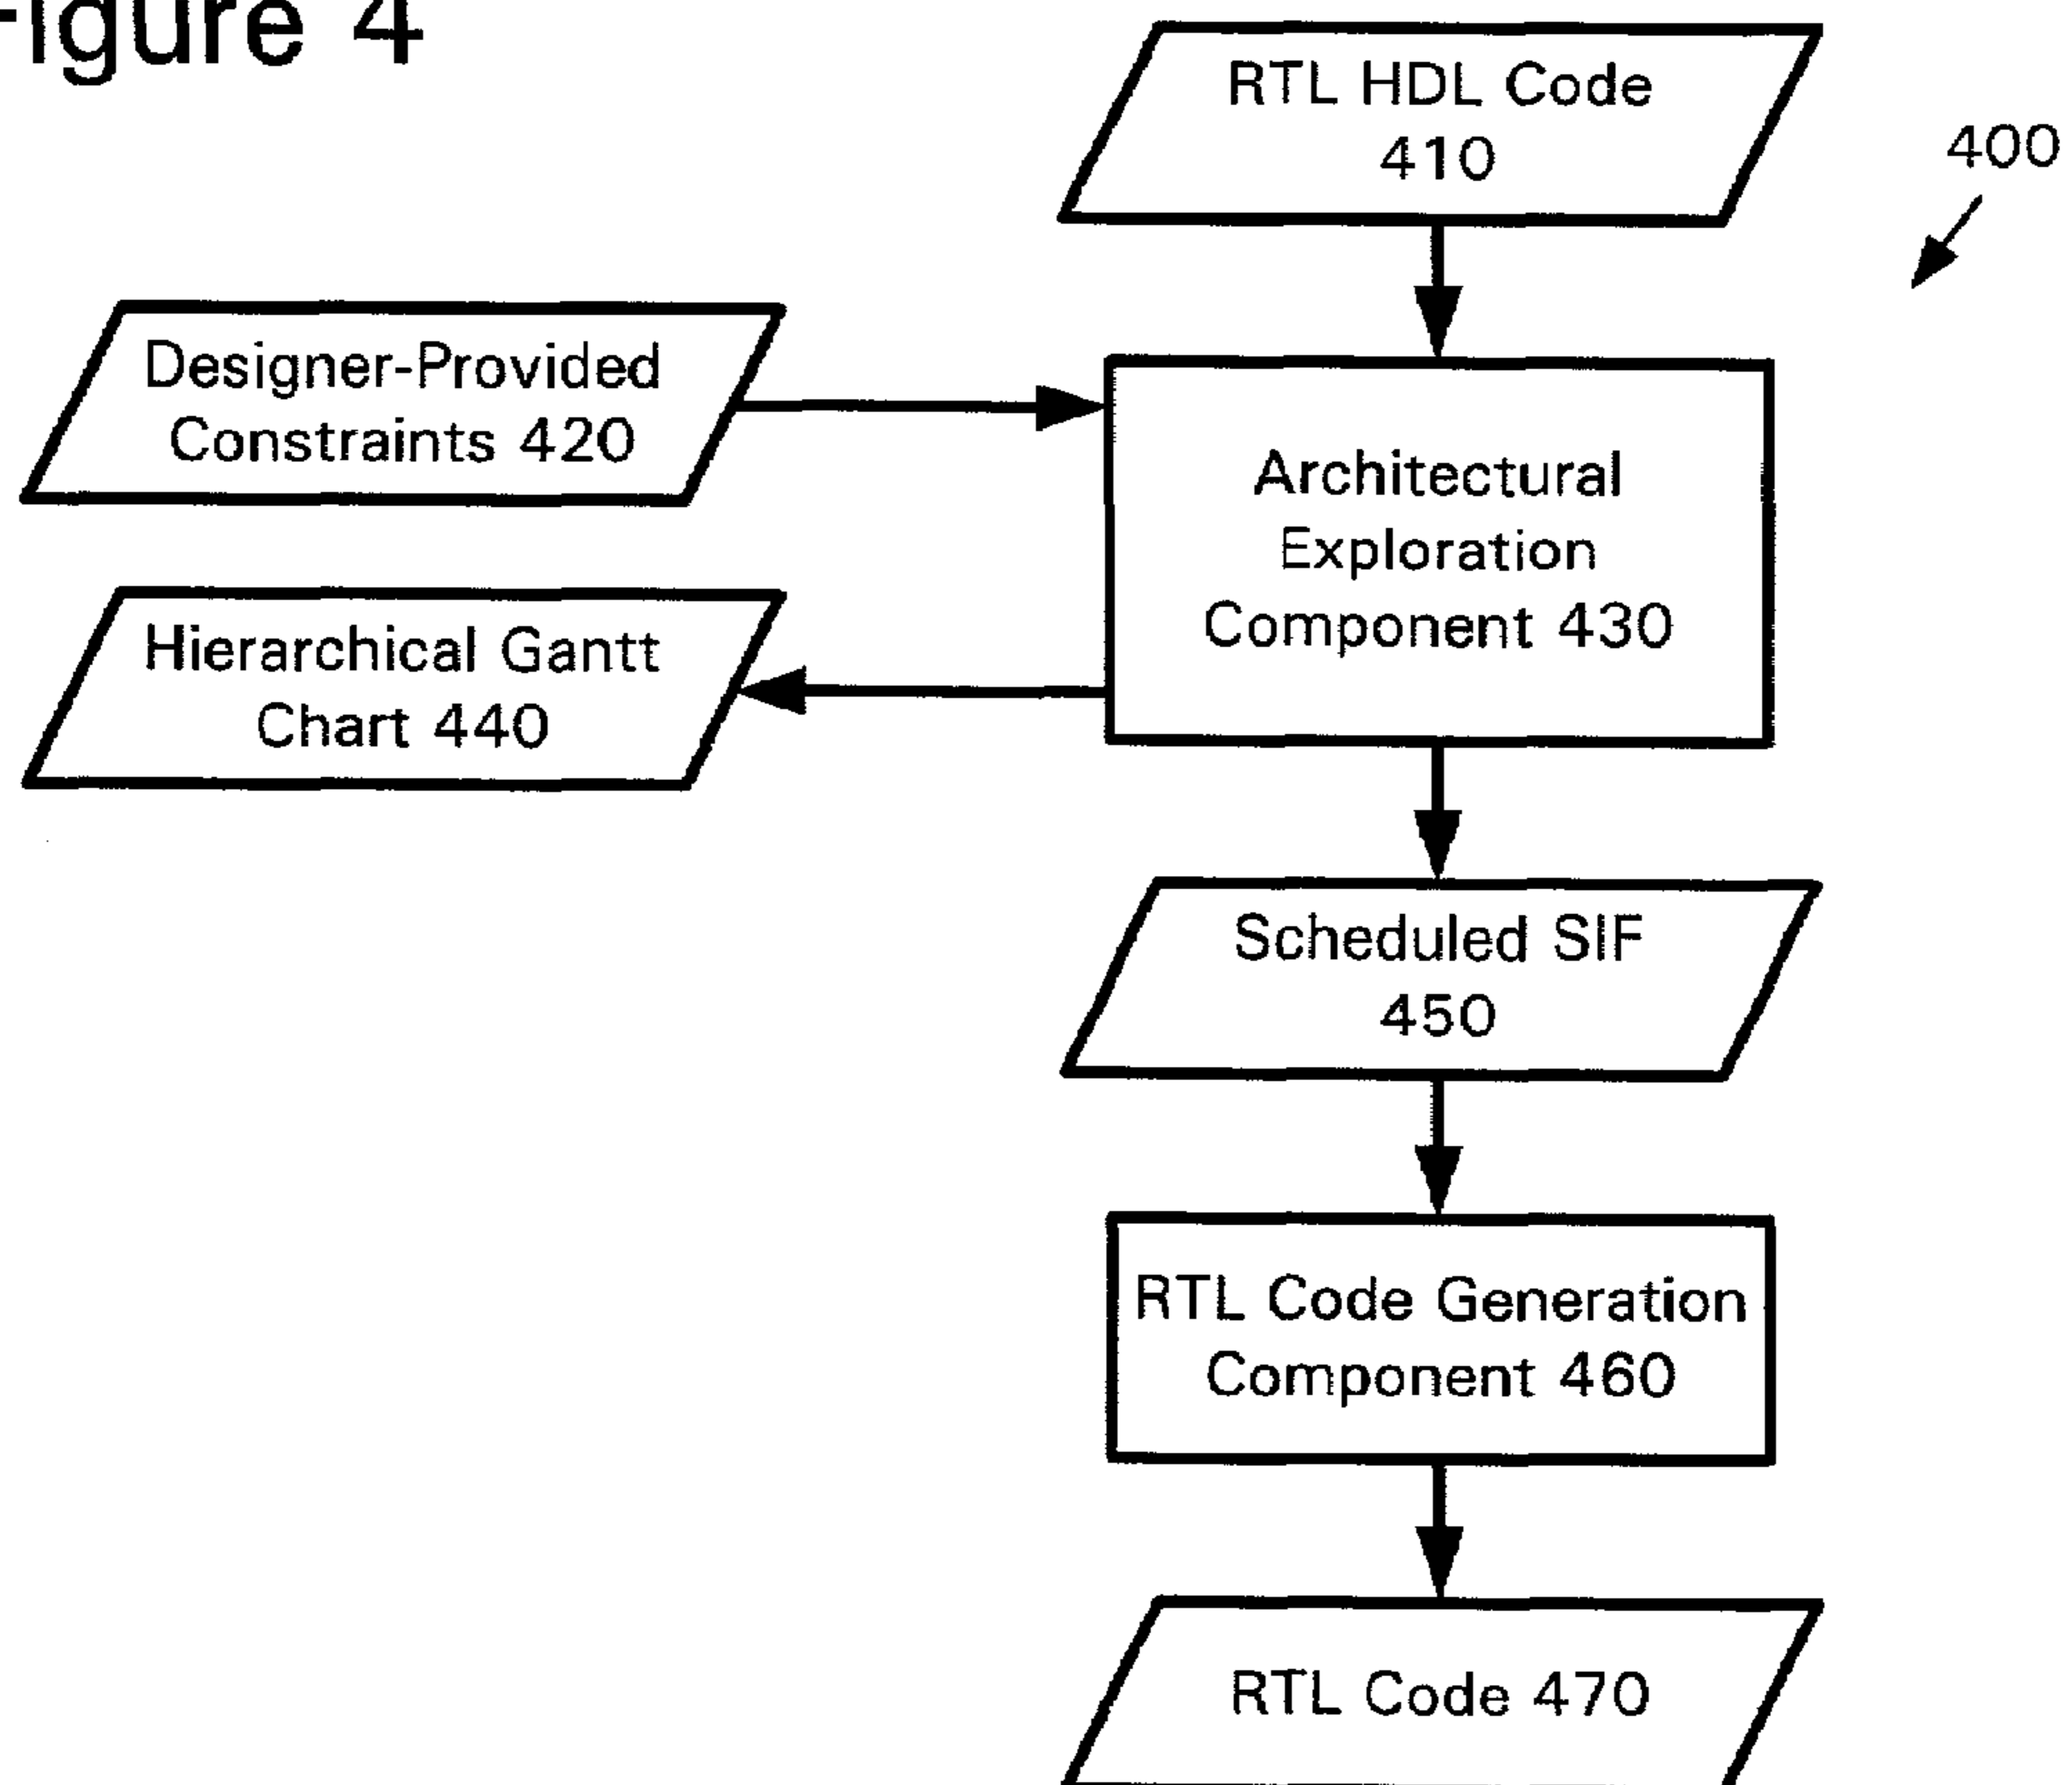 Figure 4
RTL HDL Code
410
400
Designer-Provided
Constraints 420
Architectural
Exploration
Component 430
Hierarchical Gantt
Chart 440
Scheduled SIF
450
RTL Code Generation
Component 460
RTL Code 470